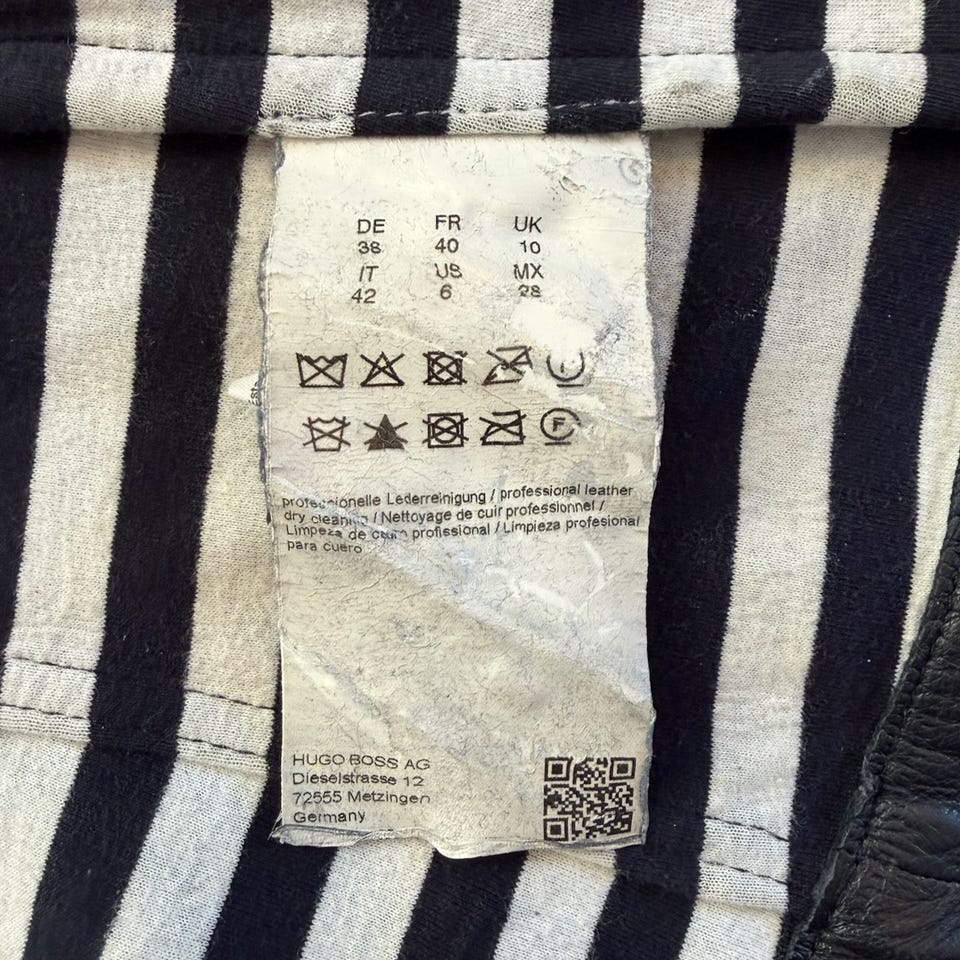 DE FR UK
38 40 10
IT US MX
42 6 28
F
professionelle Lederreinigung / professional leather
dry cleaning / Nettoyage de cuir professionnel /
Limpeza de couro profissional / Limpieza profesional
para cuero
HUGO BOSS AG
Dieselstrasse 12
72555 Metzingen
Germany